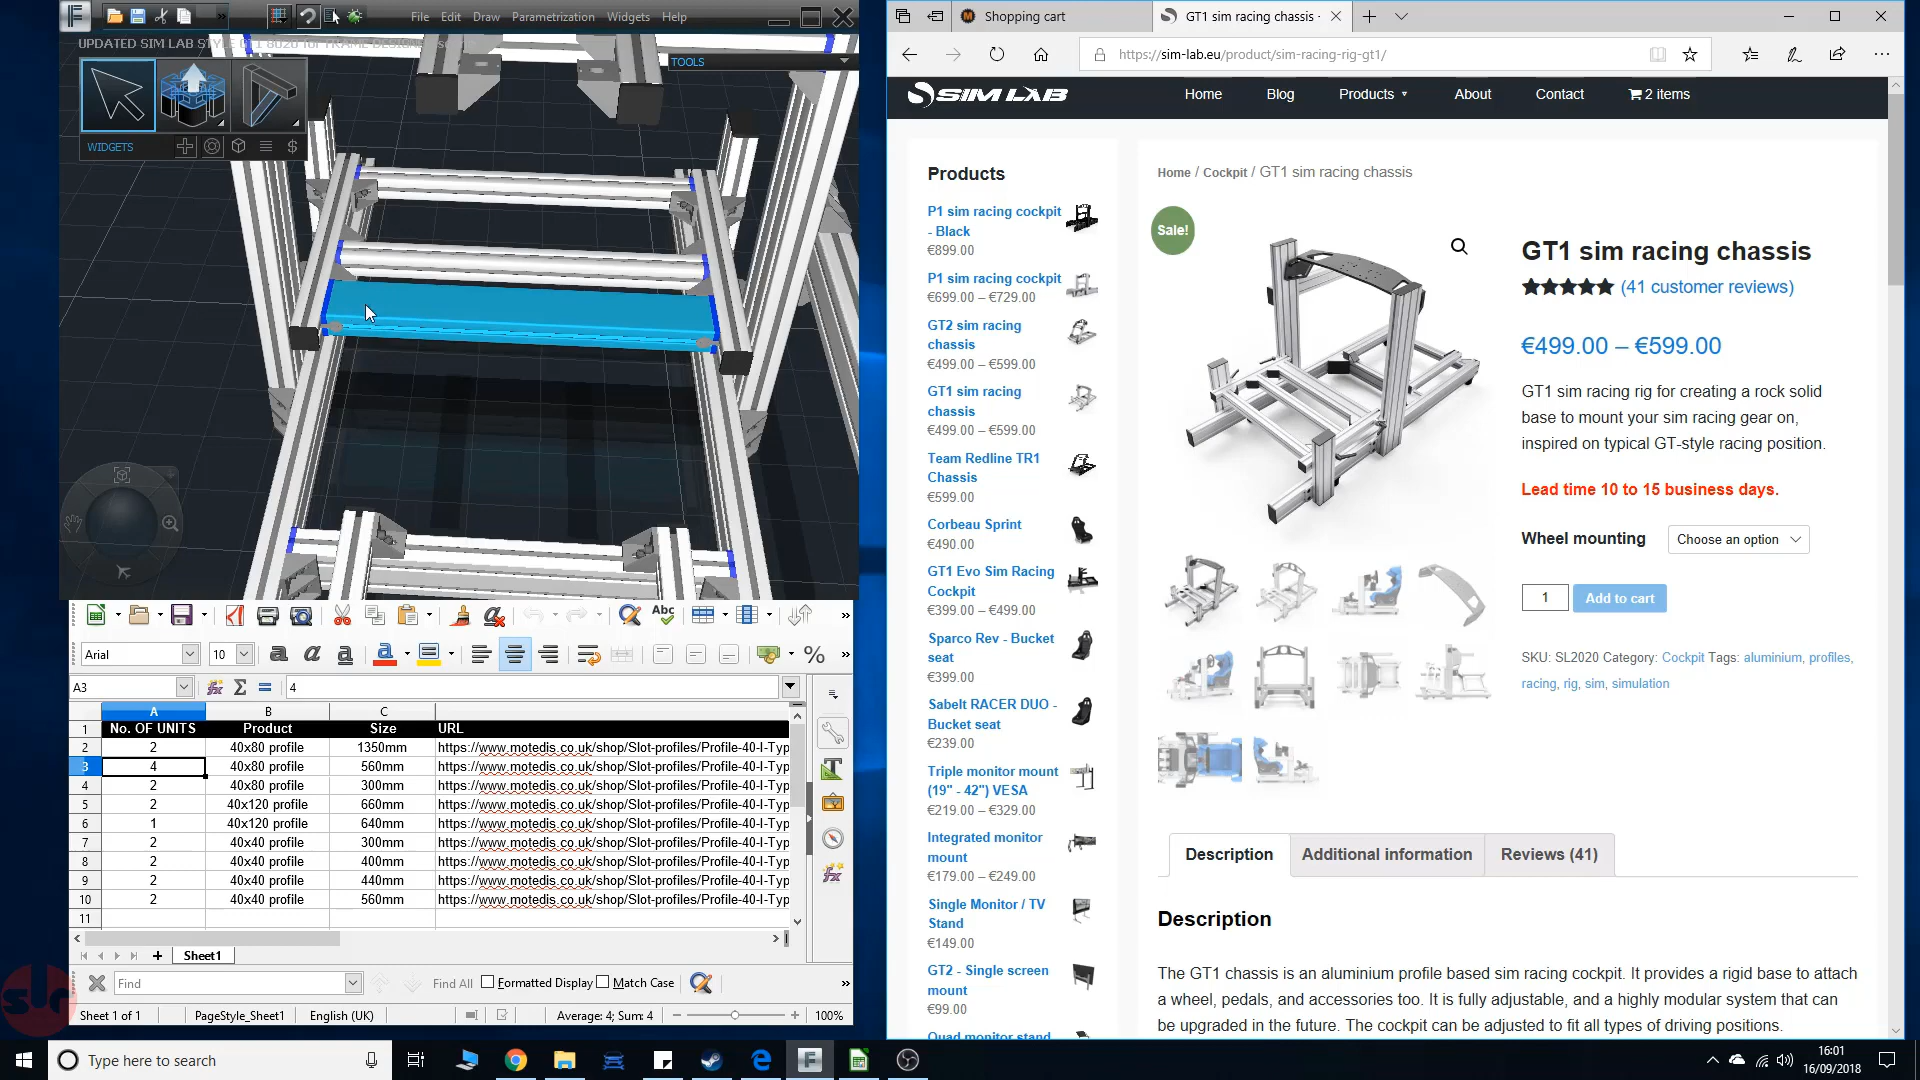 File Edit Draw Parametrization Widgets Help
UPDATED SIM LAB STYLE GT1 8020 for FRAME DESIGN
TOOLS
WIDGETS
Arial 10
A3 4
A B C
No. OF UNITS Product Size URL
1
2 2 40x80 profile 1350mm https://www.motedis.co.uk/shop/Slot-profiles/Profile-40-I-Typ
3 4 40x80 profile 560mm https://www.motedis.co.uk/shop/Slot-profiles/Profile-40-I-Typ
4 2 40x80 profile 300mm https://www.motedis.co.uk/shop/Slot-profiles/Profile-40-I-Typ
5 2 40x120 profile 660mm https://www.motedis.co.uk/shop/Slot-profiles/Profile-40-I-Typ
6 1 40x120 profile 640mm https://www.motedis.co.uk/shop/Slot-profiles/Profile-40-I-Typ
7 2 40x40 profile 300mm https://www.motedis.co.uk/shop/Slot-profiles/Profile-40-I-Typ
8 2 40x40 profile 400mm https://www.motedis.co.uk/shop/Slot-profiles/Profile-40-I-Typ
9 2 40x40 profile 440mm https://www.motedis.co.uk/shop/Slot-profiles/Profile-40-I-Typ
10 2 40x40 profile 560mm https://www.motedis.co.uk/shop/Slot-profiles/Profile-40-I-Typ
11
Sheet1
Find Find All Formatted Display Match Case
Sheet 1 of 1 PageStyle_Sheet1 English (UK) Average: 4; Sum: 4 100%
slr
Shopping cart GT1 sim racing chassis -
https://sim-lab.eu/product/sim-racing-rig-gt1/
SIM LAB Home Blog Products About Contact 2 items
Products
P1 sim racing cockpit
- Black
€899.00
P1 sim racing cockpit
€699.00 – €729.00
GT2 sim racing
chassis
€499.00 – €599.00
GT1 sim racing
chassis
€499.00 – €599.00
Team Redline TR1
Chassis
€599.00
Corbeau Sprint
€490.00
GT1 Evo Sim Racing
Cockpit
€399.00 – €499.00
Sparco Rev - Bucket
seat
€399.00
Sabelt RACER DUO -
Bucket seat
€239.00
Triple monitor mount
(19" - 42") VESA
€219.00 – €329.00
Integrated monitor
mount
€179.00 – €249.00
Single Monitor / TV
Stand
€149.00
GT2 - Single screen
mount
€99.00
Quad monitor stand
Home / Cockpit / GT1 sim racing chassis
Sale!
GT1 sim racing chassis
(41 customer reviews)
€499.00 – €599.00
GT1 sim racing rig for creating a rock solid
base to mount your sim racing gear on,
inspired on typical GT-style racing position.
Lead time 10 to 15 business days.
Wheel mounting Choose an option
1 Add to cart
SKU: SL2020 Category: Cockpit Tags: aluminium, profiles,
racing, rig, sim, simulation
Description Additional information Reviews (41)
Description
The GT1 chassis is an aluminium profile based sim racing cockpit. It provides a rigid base to attach
a wheel, pedals, and accessories too. It is fully adjustable, and a highly modular system that can
be upgraded in the future. The cockpit can be adjusted to fit all types of driving positions.
Type here to search
16:01
16/09/2018